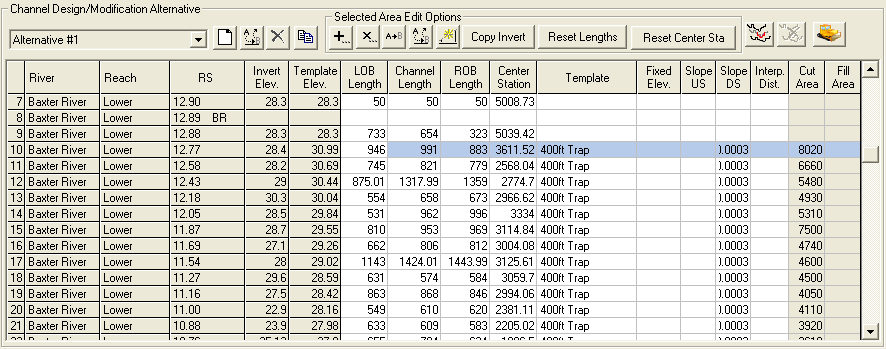 Channel Design/Modification Alternative
Selected Area Edit Options
Alternative #1 Copy Invert Reset Lengths Reset Center Sta
River Reach RS Invert Elev. Template Elev. LOB Length Channel Length ROB Length Center Station Template Fixed Elev. Slope US Slope DS Interp. Dist. Cut Area Fill Area
7 Baxter River Lower 12.90 28.3 28.3 50 50 50 5008.73
8 Baxter River Lower 12.89 BR
9 Baxter River Lower 12.88 28.3 28.3 733 654 323 5039.42
10 Baxter River Lower 12.77 28.4 30.99 946 991 883 3611.52 400ft Trap ).0003 8020
11 Baxter River Lower 12.58 28.2 30.69 745 821 779 2568.04 400ft Trap ).0003 6660
12 Baxter River Lower 12.43 29 30.44 875.01 1317.99 1359 2774.7 400ft Trap ).0003 5480
13 Baxter River Lower 12.18 30.3 30.04 554 658 673 2966.62 400ft Trap ).0003 4930
14 Baxter River Lower 12.05 28.5 29.84 531 962 996 3334 400ft Trap ).0003 5310
15 Baxter River Lower 11.87 28.7 29.55 810 953 969 3114.84 400ft Trap ).0003 7500
16 Baxter River Lower 11.69 27.1 29.26 662 806 812 3004.08 400ft Trap ).0003 4740
17 Baxter River Lower 11.54 28 29.02 1143 1424.01 1443.99 3125.61 400ft Trap ).0003 4600
18 Baxter River Lower 11.27 29.6 28.59 631 574 584 3059.7 400ft Trap ).0003 4500
19 Baxter River Lower 11.16 27.5 28.42 863 868 846 2994.06 400ft Trap ).0003 4050
20 Baxter River Lower 11.00 22.9 28.16 549 610 620 2381.11 400ft Trap ).0003 4110
21 Baxter River Lower 10.88 23.9 27.98 633 609 583 2205.02 400ft Trap ).0003 3920